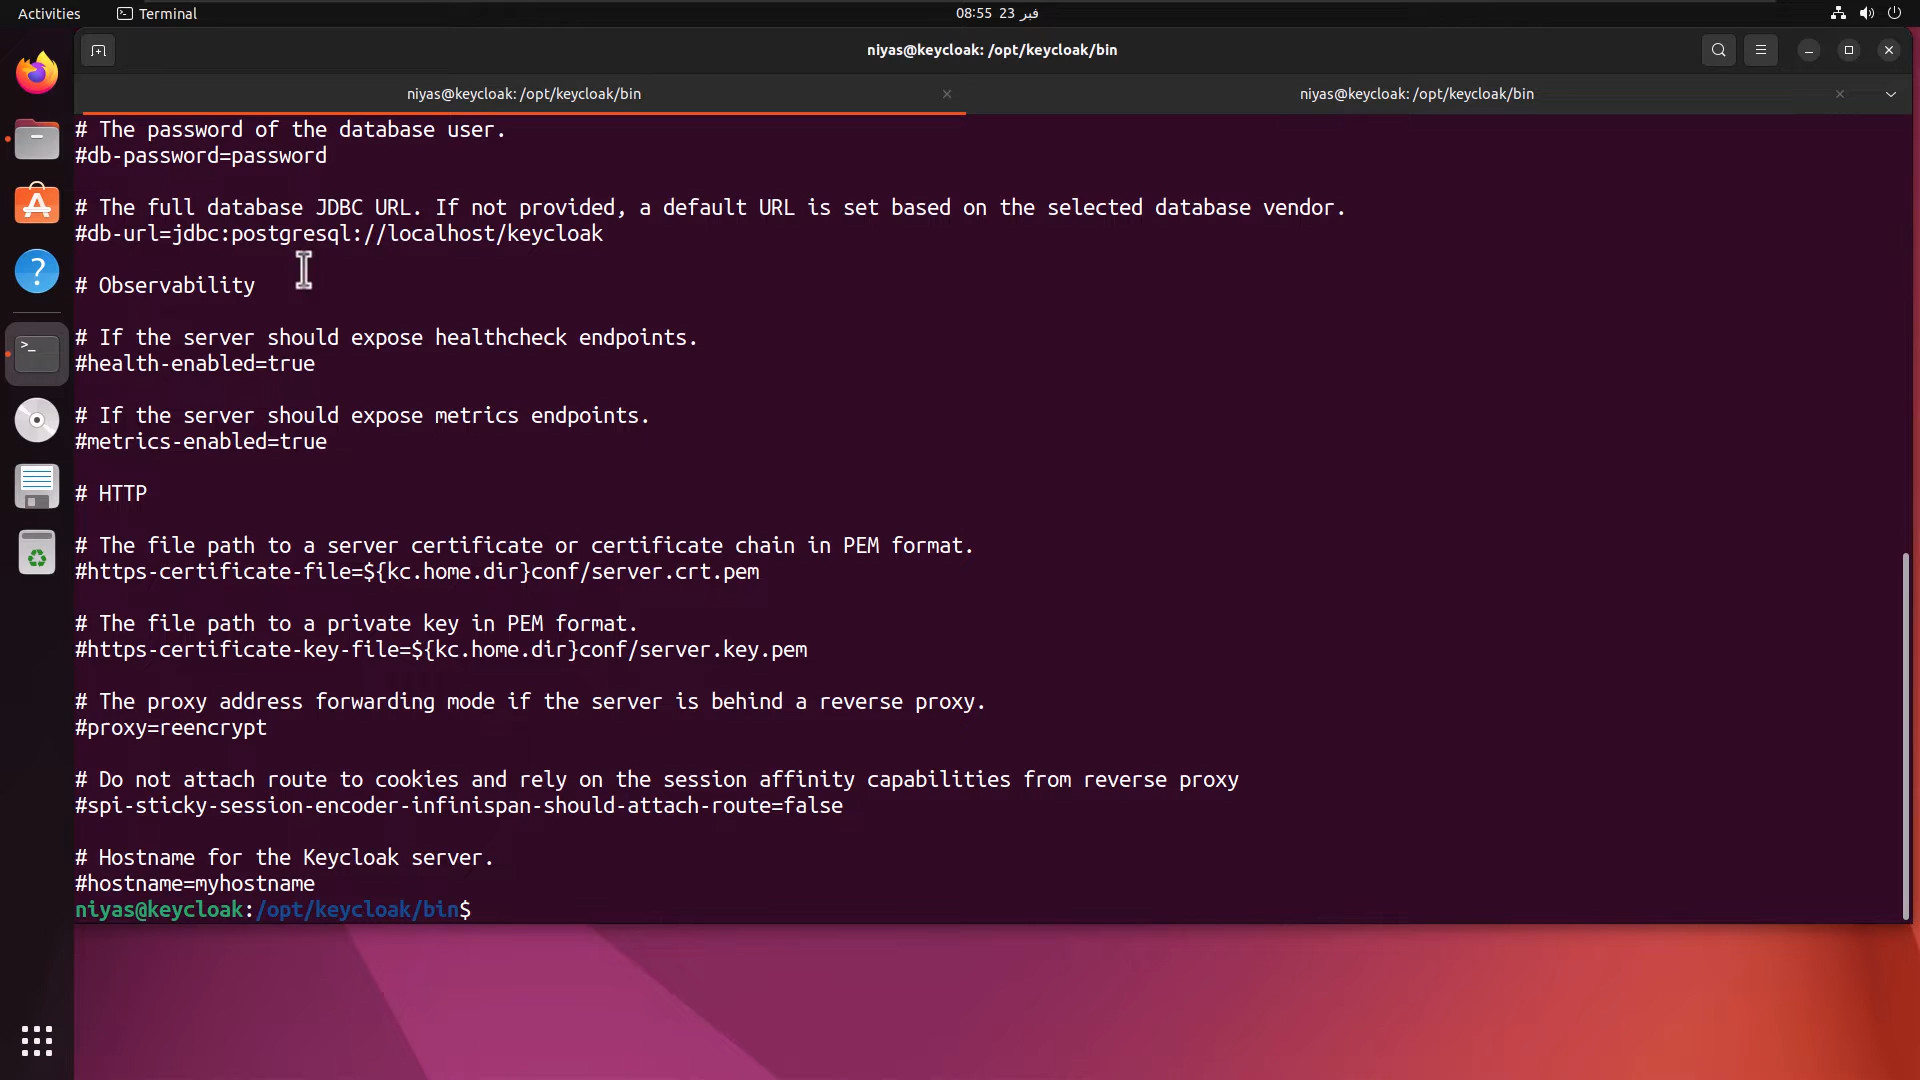 Activities
Terminal
08:55 23 فبر
niyas@keycloak: /opt/keycloak/bin
niyas@keycloak: /opt/keycloak/bin
niyas@keycloak: /opt/keycloak/bin
# The password of the database user.
#db-password=password
# The full database JDBC URL. If not provided, a default URL is set based on the selected database vendor.
#db-url=jdbc:postgresql://localhost/keycloak
# Observability
# If the server should expose healthcheck endpoints.
#health-enabled=true
# If the server should expose metrics endpoints.
#metrics-enabled=true
# HTTP
# The file path to a server certificate or certificate chain in PEM format.
#https-certificate-file=${kc.home.dir}conf/server.crt.pem
# The file path to a private key in PEM format.
#https-certificate-key-file=${kc.home.dir}conf/server.key.pem
# The proxy address forwarding mode if the server is behind a reverse proxy.
#proxy=reencrypt
# Do not attach route to cookies and rely on the session affinity capabilities from reverse proxy
#spi-sticky-session-encoder-infinispan-should-attach-route=false
# Hostname for the Keycloak server.
#hostname=myhostname
niyas@keycloak:/opt/keycloak/bin$